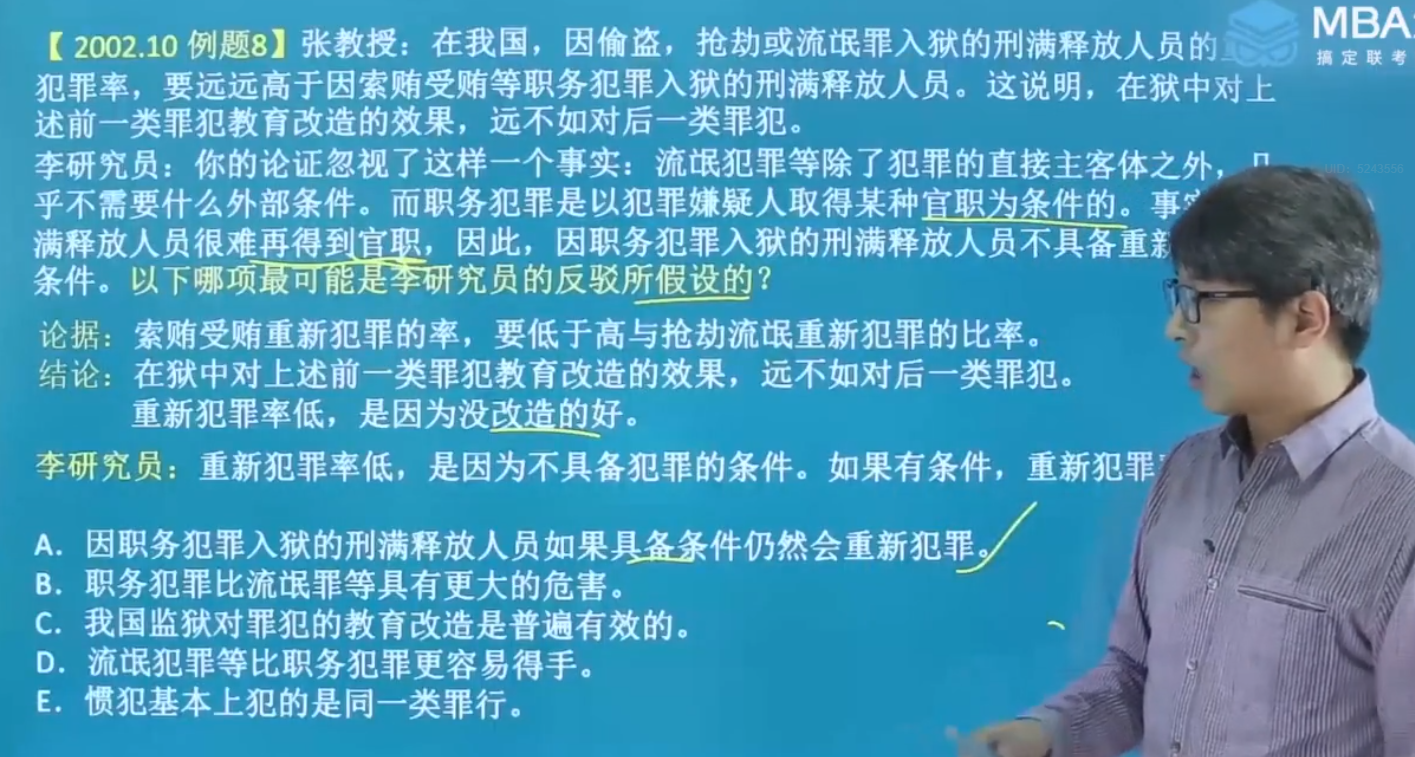 【 2002.10 例题8】张教授：在我国，因偷盗，抢劫或流氓罪入狱的刑满释放人员的
MBA
搞定联考
犯罪率，要远远高于因索贿受贿等职务犯罪入狱的刑满释放人员。这说明，在狱中对上
述前一类罪犯教育改造的效果，远不如对后一类罪犯。
李研究员：你的论证忽视了这样一个事实：流氓犯罪等除了犯罪的直接主客体之外，几
UID: 5243556
乎不需要什么外部条件。而职务犯罪是以犯罪嫌疑人取得某种官职为条件的。事
满释放人员很难再得到官职，因此，因职务犯罪入狱的刑满释放人员不具备重新
条件。以下哪项最可能是李研究员的反驳所假设的？
论据：索贿受贿重新犯罪的率，要低于高与抢劫流氓重新犯罪的比率。
结论：在狱中对上述前一类罪犯教育改造的效果，远不如对后一类罪犯。
重新犯罪率低，是因为没改造的好。
李研究员：重新犯罪率低，是因为不具备犯罪的条件。如果有条件，重新犯罪
A．因职务犯罪入狱的刑满释放人员如果具备条件仍然会重新犯罪。
B．职务犯罪比流氓罪等具有更大的危害。
C．我国监狱对罪犯的教育改造是普遍有效的。
D．流氓犯罪等比职务犯罪更容易得手。
E．惯犯基本上犯的是同一类罪行。